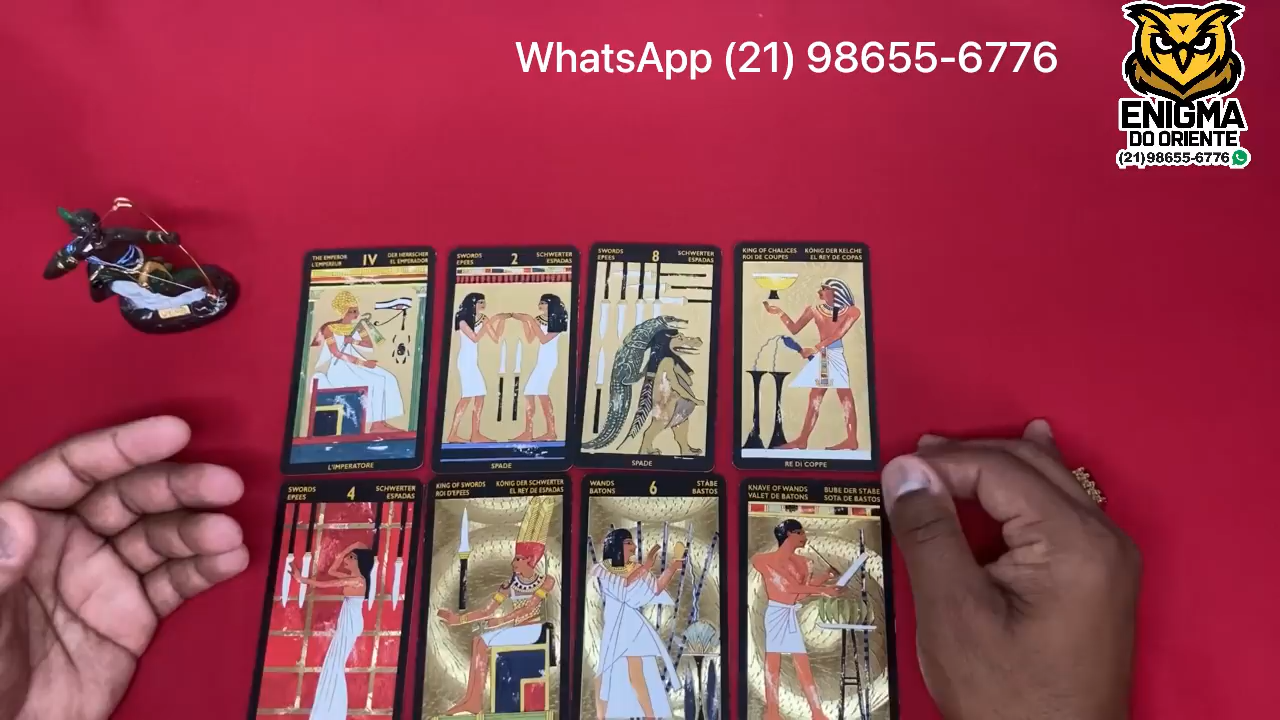 WhatsApp (21) 98655-6776
ENIGMA
DO ORIENTE
(21)98655-6776
THE EMPEROR
L'EMPEREUR
IV
DER HERRSCHER
EL EMPERADOR
L'IMPERATORE
SWORDS
EPEES
2
SCHWERTER
ESPADAS
SPADE
SWORDS
EPEES
8
SCHWERTER
ESPADAS
SPADE
KING OF CHALICES
ROI DE COUPES
KÖNIG DER KELCHE
EL REY DE COPAS
RE DI COPPE
SWORDS
EPEES
4
SCHWERTER
ESPADAS
KING OF SWORDS
ROI D'EPEES
KÖNIG DER SCHWERTER
EL REY DE ESPADAS
WANDS
BATONS
6
STÄBE
BASTOS
KNAVE OF WANDS
VALET DE BATONS
BUBE DER STÄBE
SOTA DE BASTOS